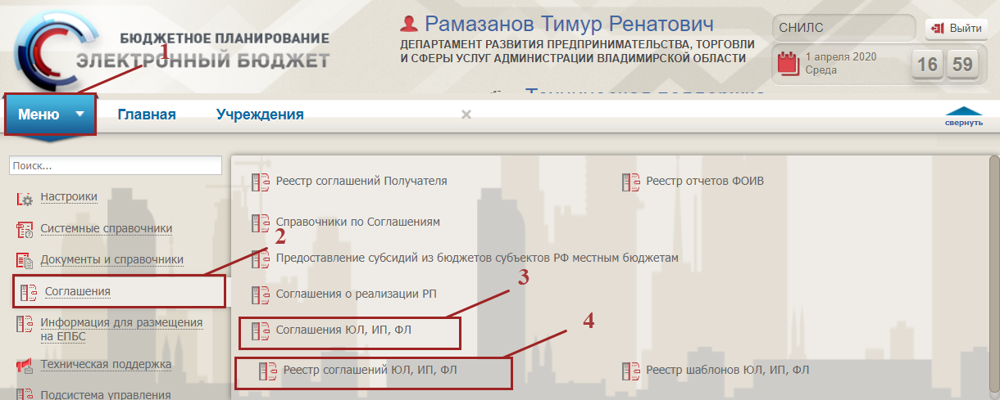 БЮДЖЕТНОЕ ПЛАНИРОВАНИЕ
ЭЛЕКТРОННЫЙ БЮДЖЕТ
1
Рамазанов Тимур Ренатович
ДЕПАРТАМЕНТ РАЗВИТИЯ ПРЕДПРИНИМАТЕЛЬСТВА, ТОРГОВЛИ
И СФЕРЫ УСЛУГ АДМИНИСТРАЦИИ ВЛАДИМИРСКОЙ ОБЛАСТИ
Техническая поддержка
СНИЛС
Выйти
1 апреля 2020
Среда
16 59
Меню Главная Учреждения
свернуть
Поиск...
Настройки
Системные справочники
Документы и справочники
2
Соглашения
Информация для размещения
на ЕПБС
Техническая поддержка
Подсистема управления
Реестр соглашений Получателя
Реестр отчетов ФОИВ
Справочники по Соглашениям
Предоставление субсидий из бюджетов субъектов РФ местным бюджетам
3
Соглашения о реализации РП
Соглашения ЮЛ, ИП, ФЛ
4
Реестр соглашений ЮЛ, ИП, ФЛ
Реестр шаблонов ЮЛ, ИП, ФЛ